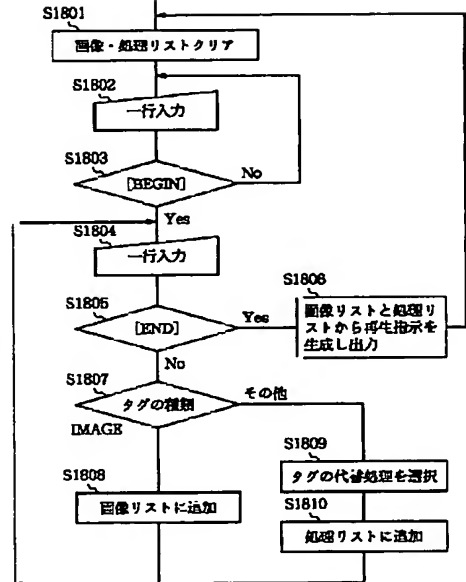 S1801
画像・処理リストクリア
S1802
一行入力
S1803
[BEGIN]
No
Yes
S1804
一行入力
S1805
[END]
Yes
S1806
画像リストと処理リ
ストから再生指示を
生成し出力
No
S1807
タグの種類
その他
IMAGE
S1808
画像リストに追加
S1809
タグの代替処理を選択
S1810
処理リストに追加